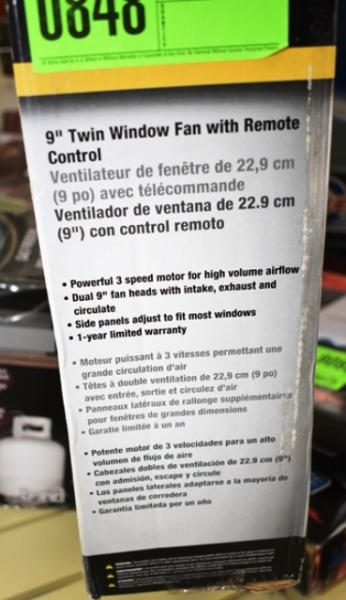 0848
9" Twin Window Fan with Remote
Control
Ventilateur de fenêtre de 22,9 cm
(9 po) avec télécommande
Ventilador de ventana de 22.9 cm
(9") con control remoto
• Powerful 3 speed motor for high volume airflow
• Dual 9" fan heads with intake, exhaust and
circulate
• Side panels adjust to fit most windows
• 1-year limited warranty
• Moteur puissant à 3 vitesses permettant une
grande circulation d'air
• Têtes à double ventilation de 22,9 cm (9 po)
avec entrée, sortie et circulez d'air
• Panneaux latéraux de rallonge supplémentaires
pour fenêtres de grandes dimensions
• Garatie limitée à un an
• Potente motor de 3 velocidades para un alto
volumen de flujo de aire
• Cabezales dobles de ventilación de 22.9 cm (9")
con admisión, escape y circule
• Los paneles laterales adaptarse a la mayoría de
ventanas de corredera
• Garantía limitada por un año